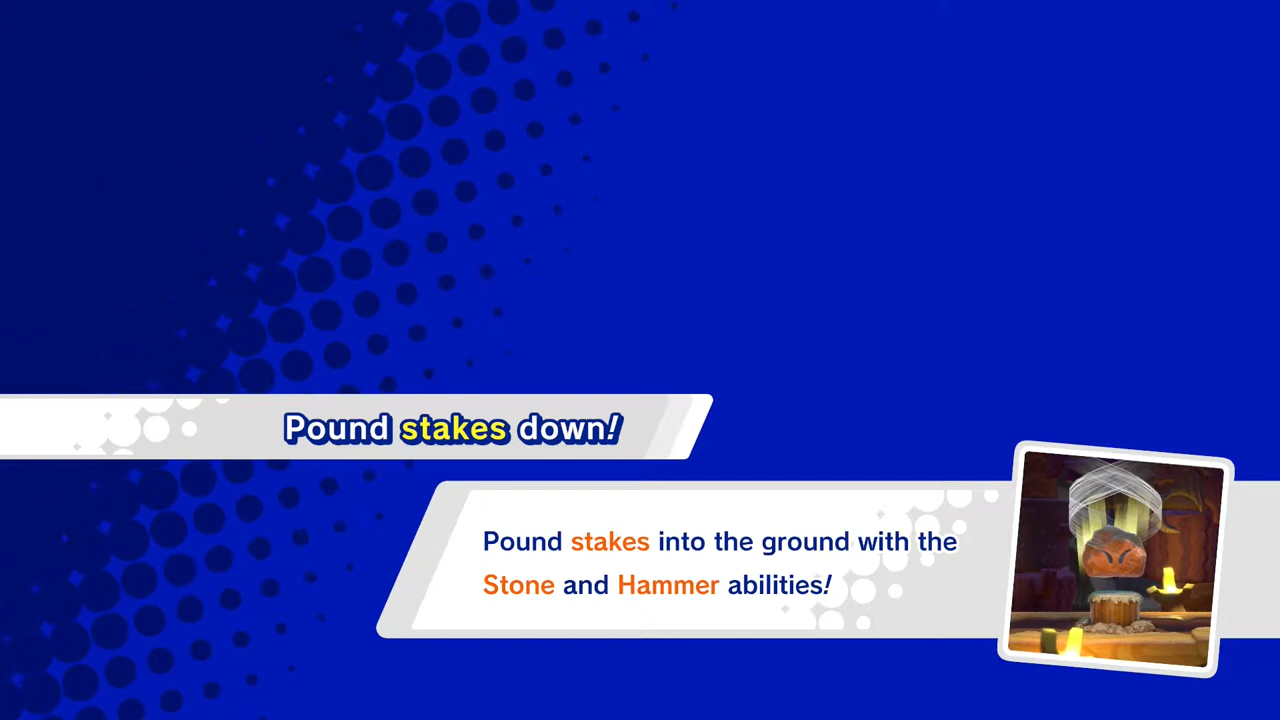 Pound stakes down!
Pound stakes into the ground with the
Stone and Hammer abilities!